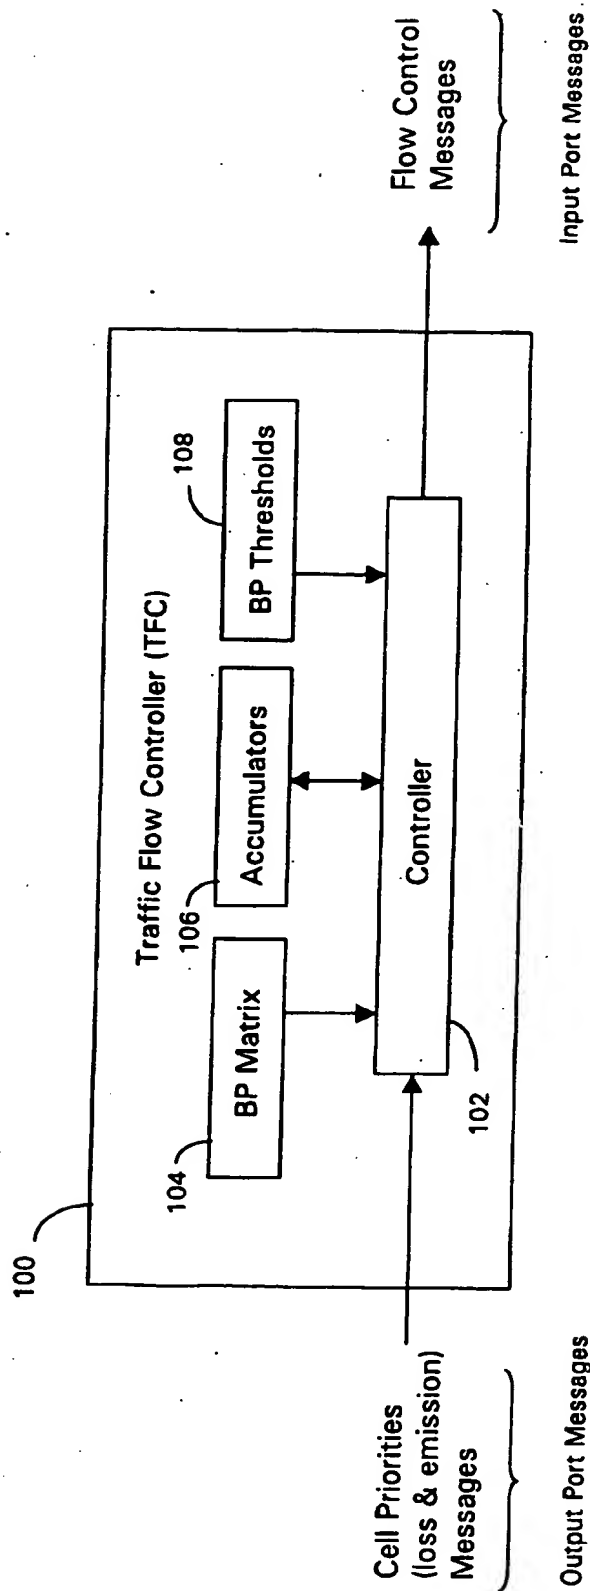 100
Traffic Flow Controller (TFC)
104
BP Matrix
106
Accumulators
108
BP Thresholds
Controller
102
Cell Priorities
(loss & emission)
Messages
Output Port Messages
Flow Control
Messages
Input Port Messages